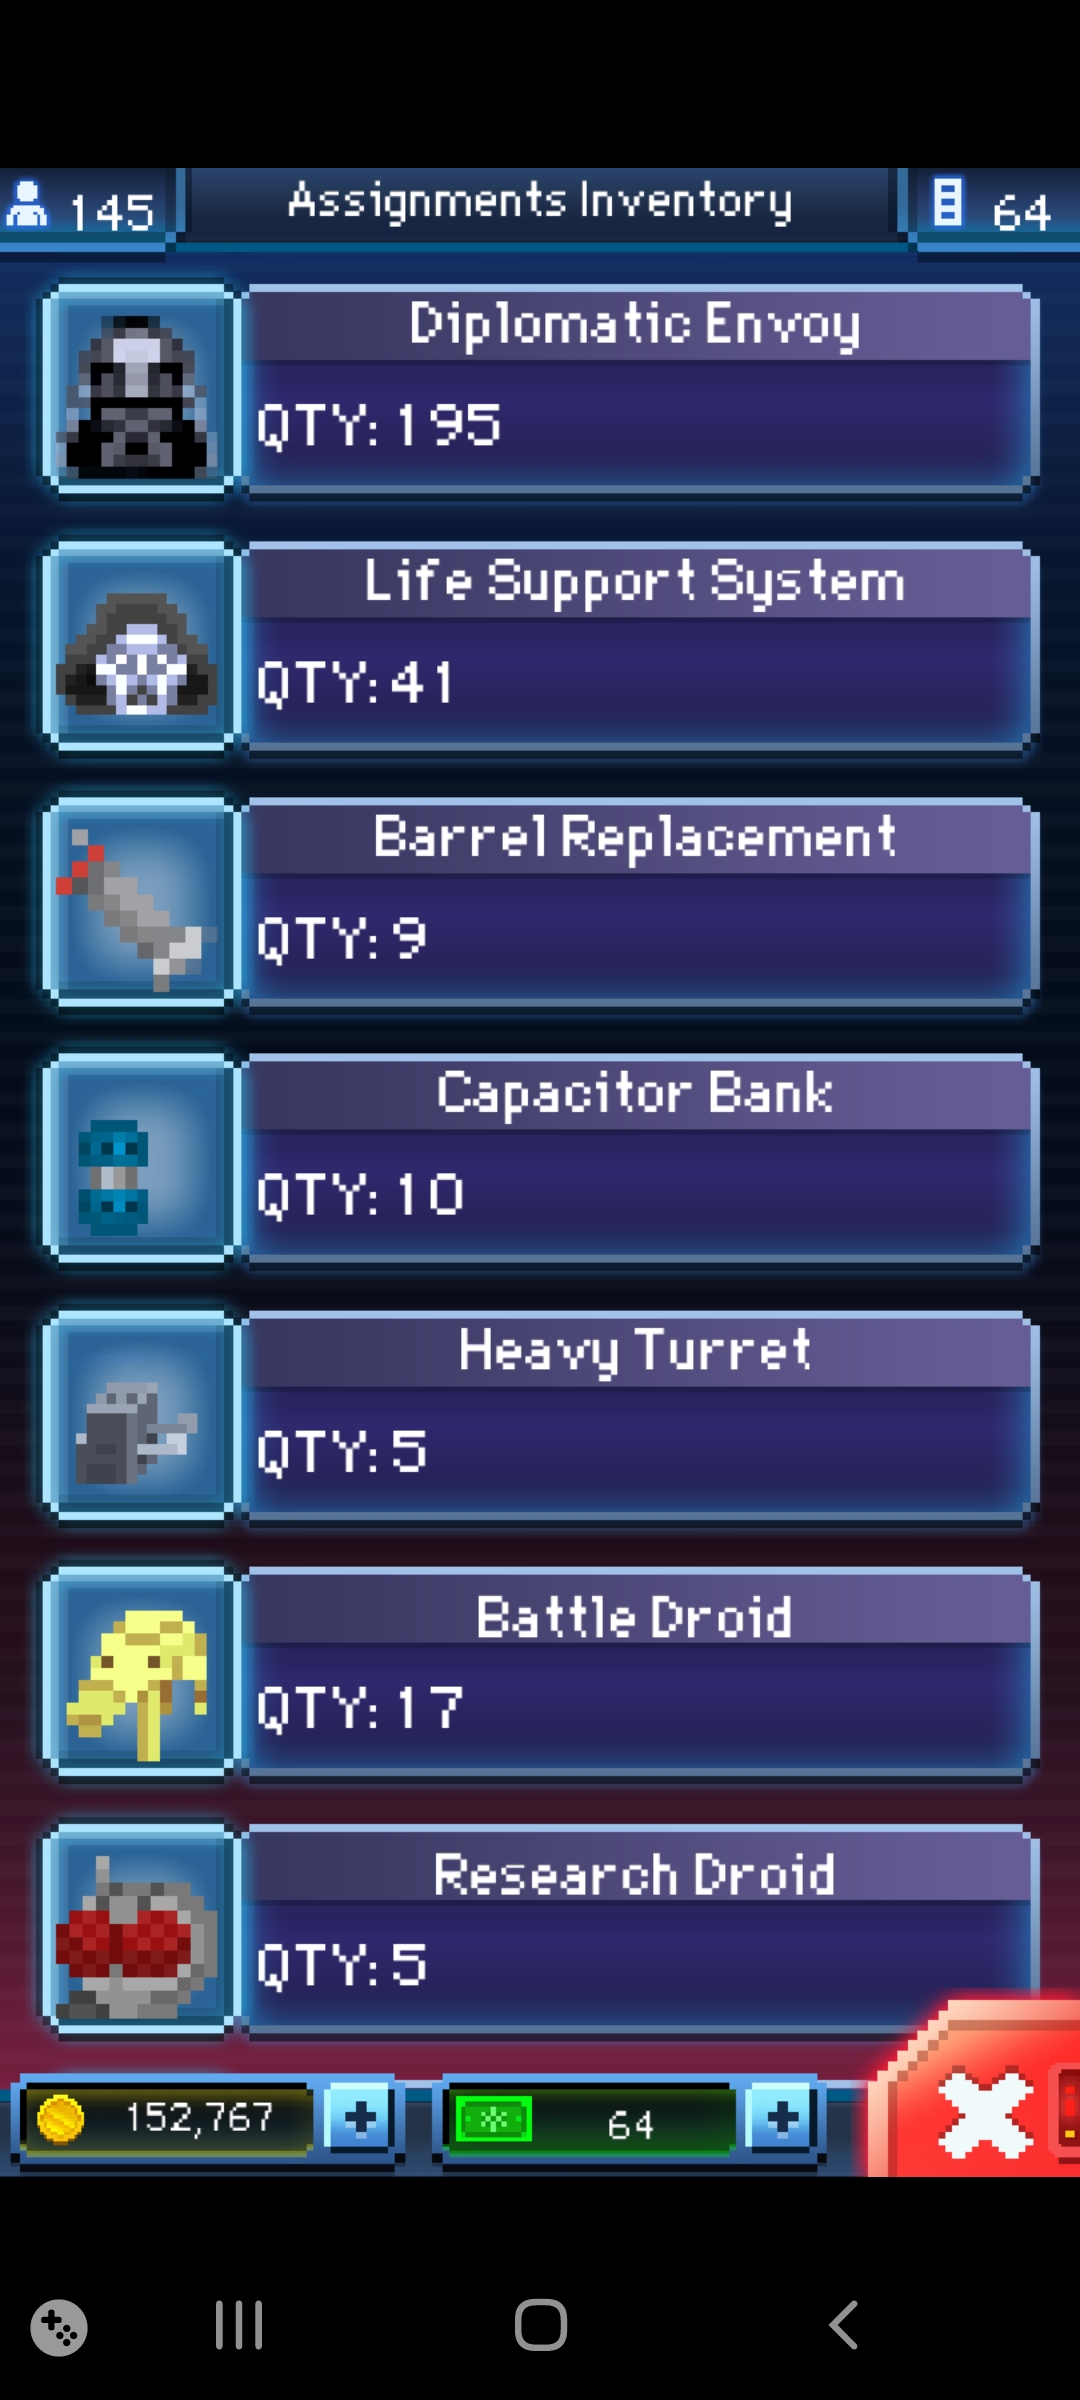 145
Assignments Inventory
64
Diplomatic Envoy
QTY: 195
Life Support System
QTY: 41
Barrel Replacement
QTY: 9
Capacitor Bank
QTY: 10
Heavy Turret
QTY: 5
Battle Droid
QTY: 17
Research Droid
QTY: 5
152,767
64